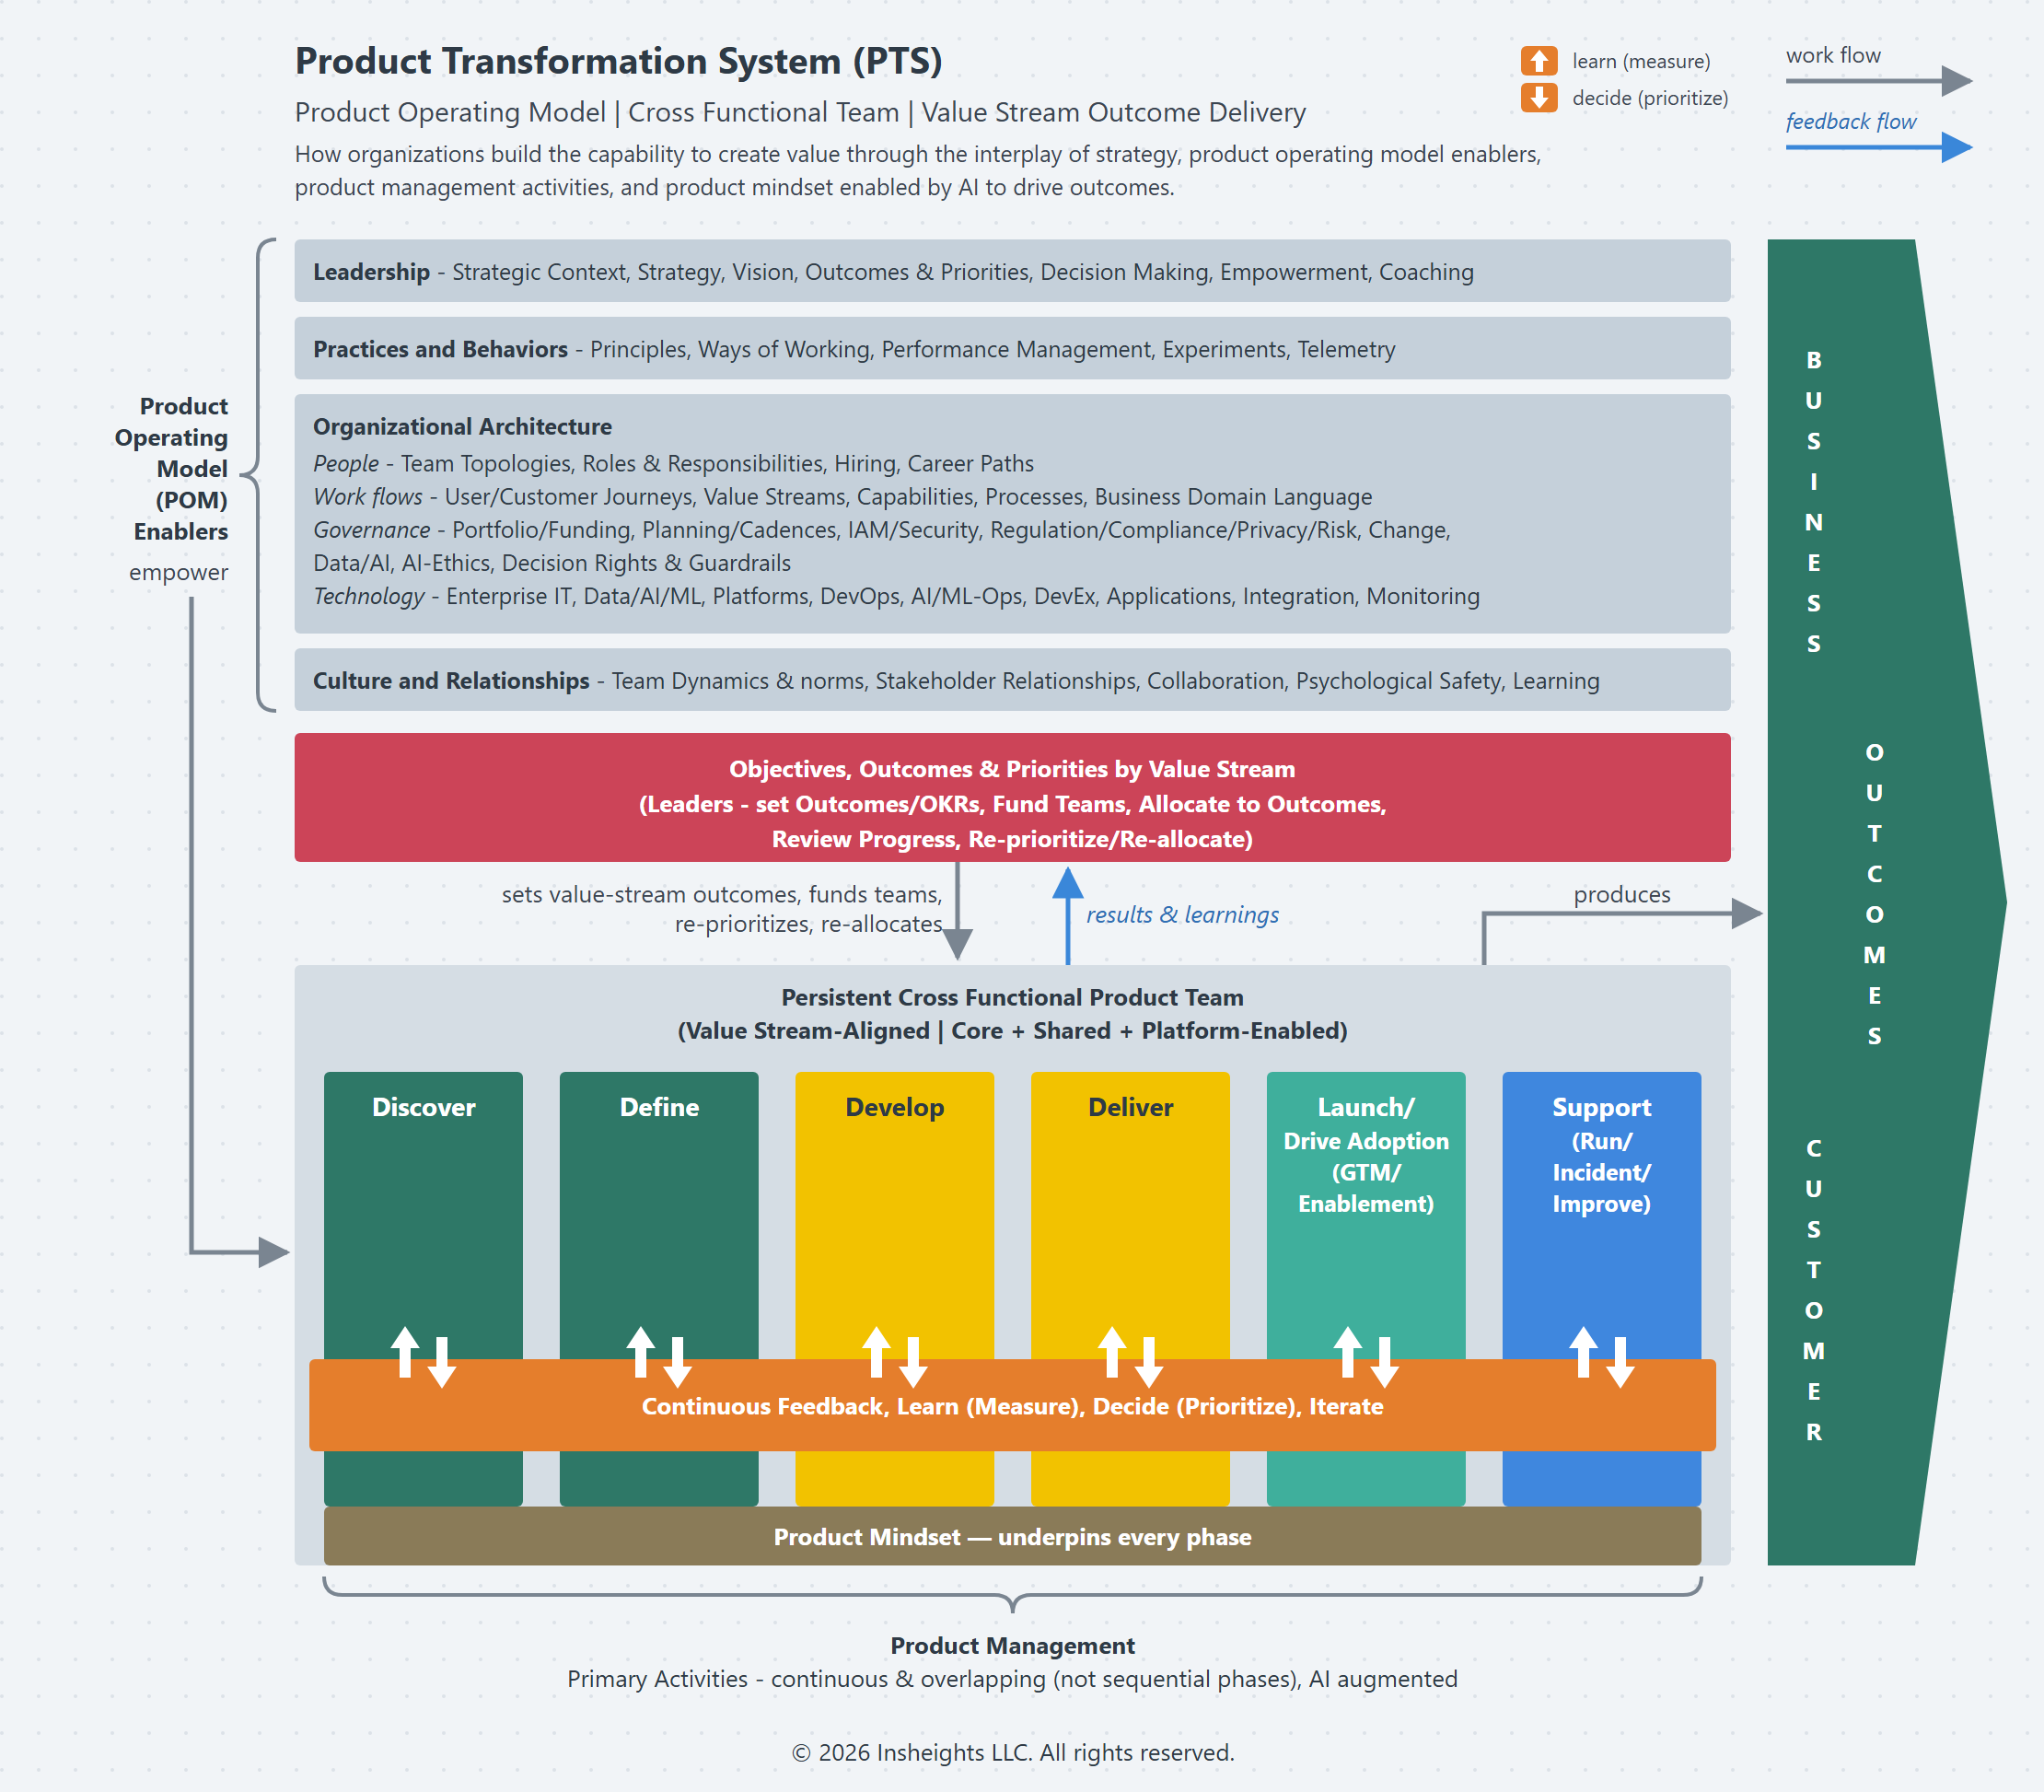 Product Transformation System (PTS)
Product Operating Model | Cross Functional Team | Value Stream Outcome Delivery
How organizations build the capability to create value through the interplay of strategy, product operating model enablers,
product management activities, and product mindset enabled by AI to drive outcomes.
learn (measure)
decide (prioritize)
work flow
feedback flow
Product
Operating
Model
(POM)
Enablers
empower
Leadership - Strategic Context, Strategy, Vision, Outcomes & Priorities, Decision Making, Empowerment, Coaching
Practices and Behaviors - Principles, Ways of Working, Performance Management, Experiments, Telemetry
Organizational Architecture
People - Team Topologies, Roles & Responsibilities, Hiring, Career Paths
Work flows - User/Customer Journeys, Value Streams, Capabilities, Processes, Business Domain Language
Governance - Portfolio/Funding, Planning/Cadences, IAM/Security, Regulation/Compliance/Privacy/Risk, Change,
Data/AI, AI-Ethics, Decision Rights & Guardrails
Technology - Enterprise IT, Data/AI/ML, Platforms, DevOps, AI/ML-Ops, DevEx, Applications, Integration, Monitoring
Culture and Relationships - Team Dynamics & norms, Stakeholder Relationships, Collaboration, Psychological Safety, Learning
Objectives, Outcomes & Priorities by Value Stream
(Leaders - set Outcomes/OKRs, Fund Teams, Allocate to Outcomes,
Review Progress, Re-prioritize/Re-allocate)
sets value-stream outcomes, funds teams,
re-prioritizes, re-allocates
results & learnings
produces
Persistent Cross Functional Product Team
(Value Stream-Aligned | Core + Shared + Platform-Enabled)
Discover
Define
Develop
Deliver
Launch/
Drive Adoption
(GTM/
Enablement)
Support
(Run/
Incident/
Improve)
Continuous Feedback, Learn (Measure), Decide (Prioritize), Iterate
Product Mindset — underpins every phase
BUSINESS
OUTCOMES
CUSTOMER
Product Management
Primary Activities - continuous & overlapping (not sequential phases), AI augmented
© 2026 Insheights LLC. All rights reserved.